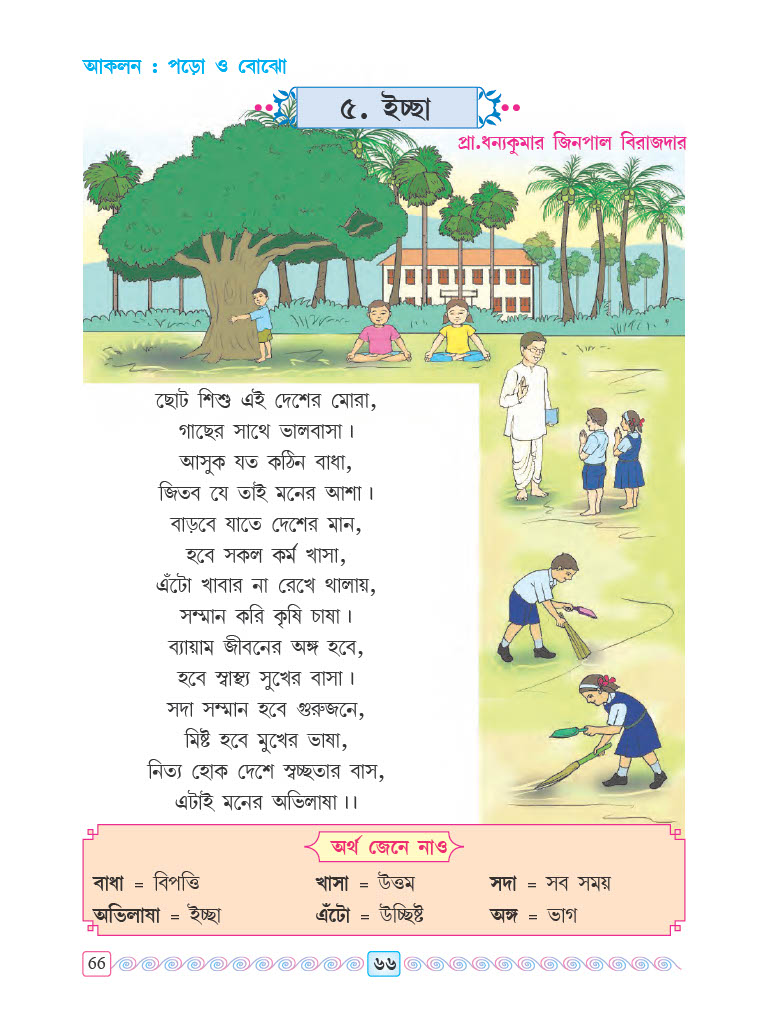 আকলন : পড়ো ও বোঝো
৫. ইচ্ছা
প্রা.ধন্যকুমার জিনপাল বিরাজদার
ছোট শিশু এই দেশের মোরা,
গাছের সাথে ভালবাসা।
আসুক যত কঠিন বাধা,
জিতব যে তাই মনের আশা।
বাড়বে যাতে দেশের মান,
হবে সকল কর্ম খাসা,
এঁটো খাবার না রেখে থালায়,
সম্মান করি কৃষি চাষা।
ব্যায়াম জীবনের অঙ্গ হবে,
হবে স্বাস্থ্য সুখের বাসা।
সদা সম্মান হবে গুরুজনে,
মিষ্ট হবে মুখের ভাষা,
নিত্য হোক দেশে স্বচ্ছতার বাস,
এটাই মনের অভিলাষা।।
অর্থ জেনে নাও
বাধা = বিপত্তি খাসা = উত্তম সদা = সব সময়
অভিলাষা = ইচ্ছা এঁটো = উচ্ছিষ্ট অঙ্গ = ভাগ
66 ৬৬